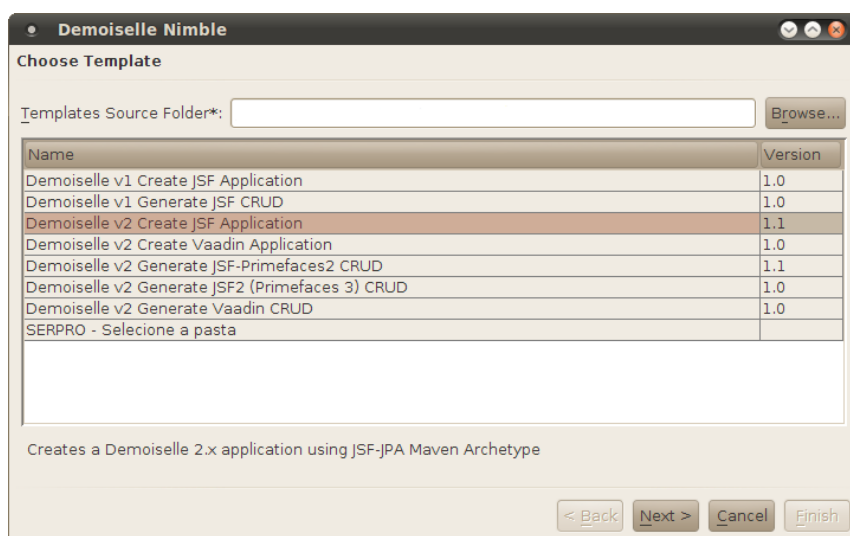 Demoiselle Nimble
Choose Template
Templates Source Folder*: Browse...
Name Version
Demoiselle v1 Create JSF Application 1.0
Demoiselle v1 Generate JSF CRUD 1.0
Demoiselle v2 Create JSF Application 1.1
Demoiselle v2 Create Vaadin Application 1.0
Demoiselle v2 Generate JSF-Primefaces2 CRUD 1.1
Demoiselle v2 Generate JSF2 (Primefaces 3) CRUD 1.0
Demoiselle v2 Generate Vaadin CRUD 1.0
SERPRO - Selecione a pasta
Creates a Demoiselle 2.x application using JSF-JPA Maven Archetype
< Back Next > Cancel Finish